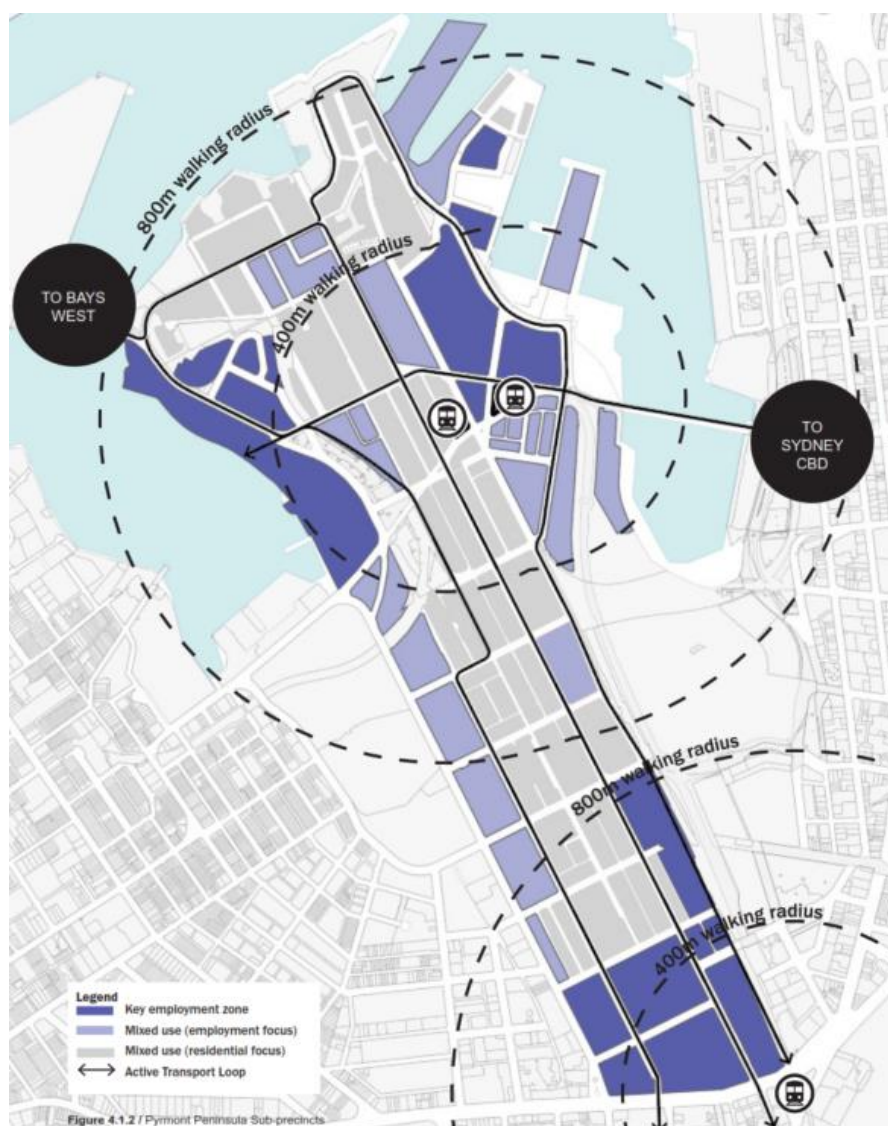 800m walking radius
400m walking radius
TO BAYS
WEST
TO
SYDNEY
CBD
800m walking radius
400m walking radius
Legend
Key employment zone
Mixed use (employment focus)
Mixed use (residential focus)
Active Transport Loop
Figure 4.1.2 / Pyrmont Peninsula Sub-precincts